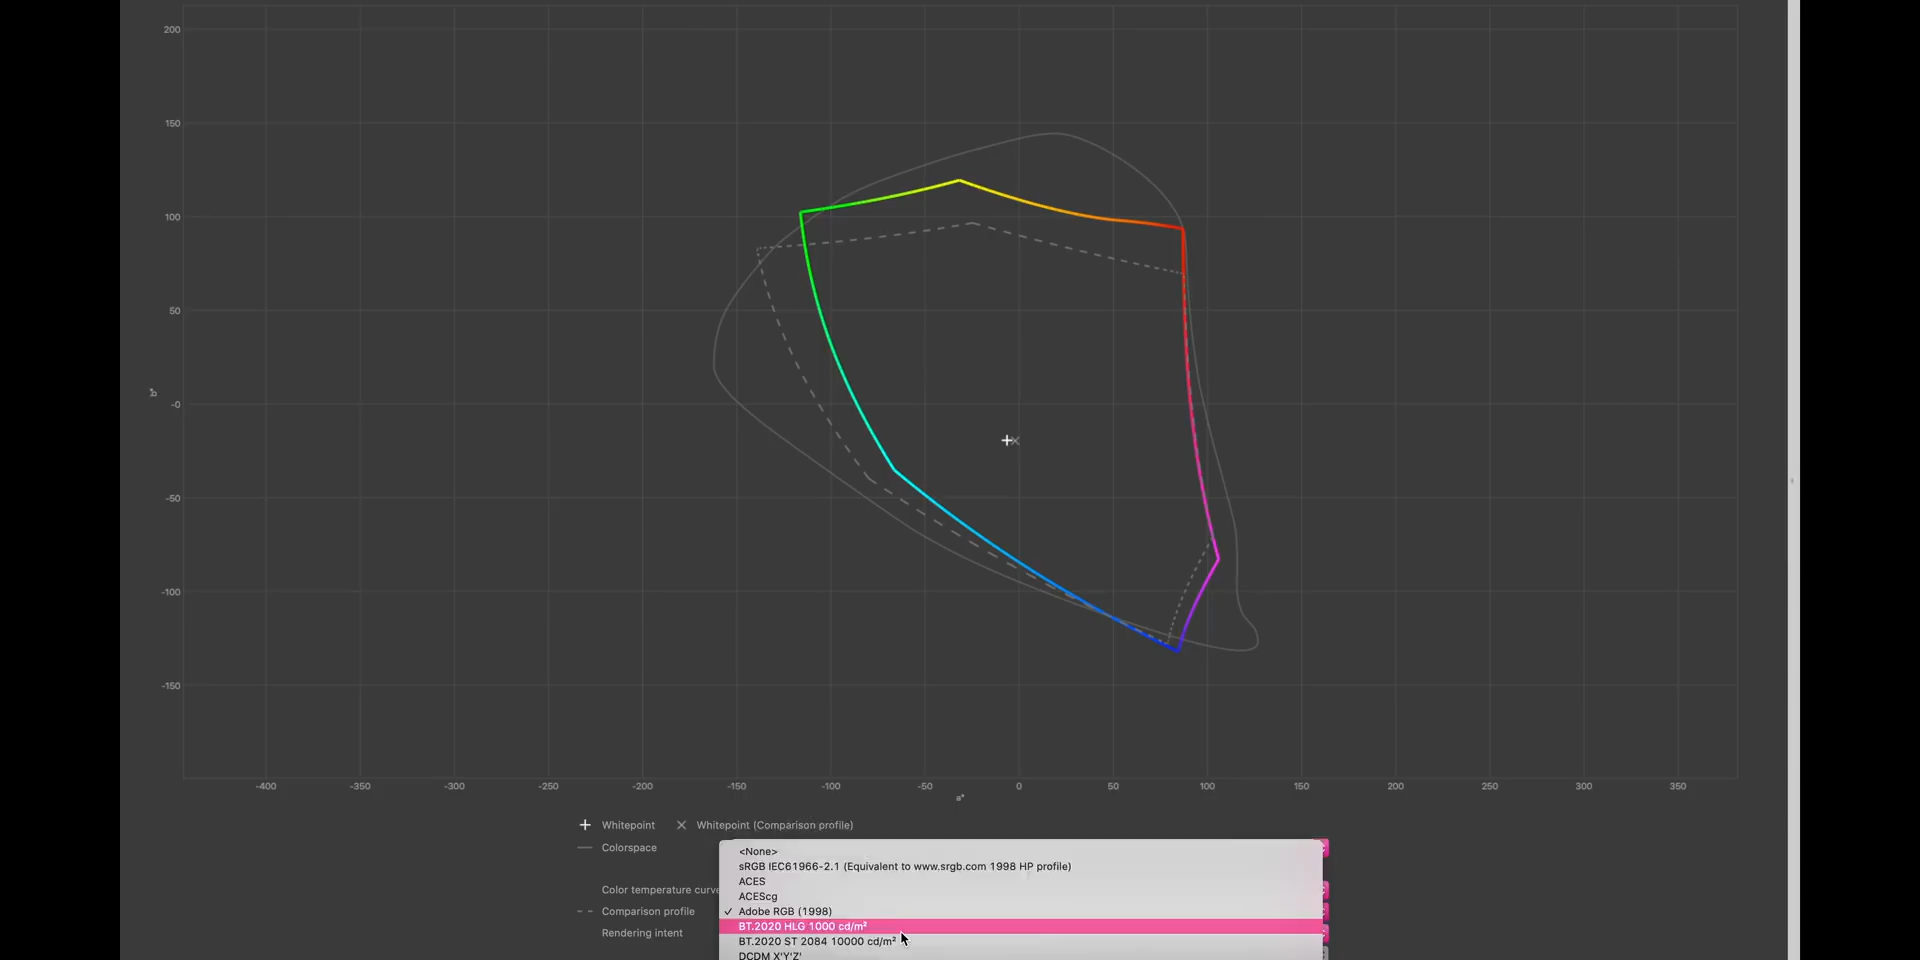 200
150
100
50
-0
-50
-100
-150
b*
-400 -350 -300 -250 -200 -150 -100 -50 0 50 100 150 200 250 300 350
a*
Whitepoint Whitepoint (Comparison profile)
Colorspace
<None>
sRGB IEC61966-2.1 (Equivalent to www.srgb.com 1998 HP profile)
ACES
Color temperature curve
ACEScg
Comparison profile ✓ Adobe RGB (1998)
BT.2020 HLG 1000 cd/m²
Rendering intent
BT.2020 ST 2084 10000 cd/m²
DCDM X'Y'Z'